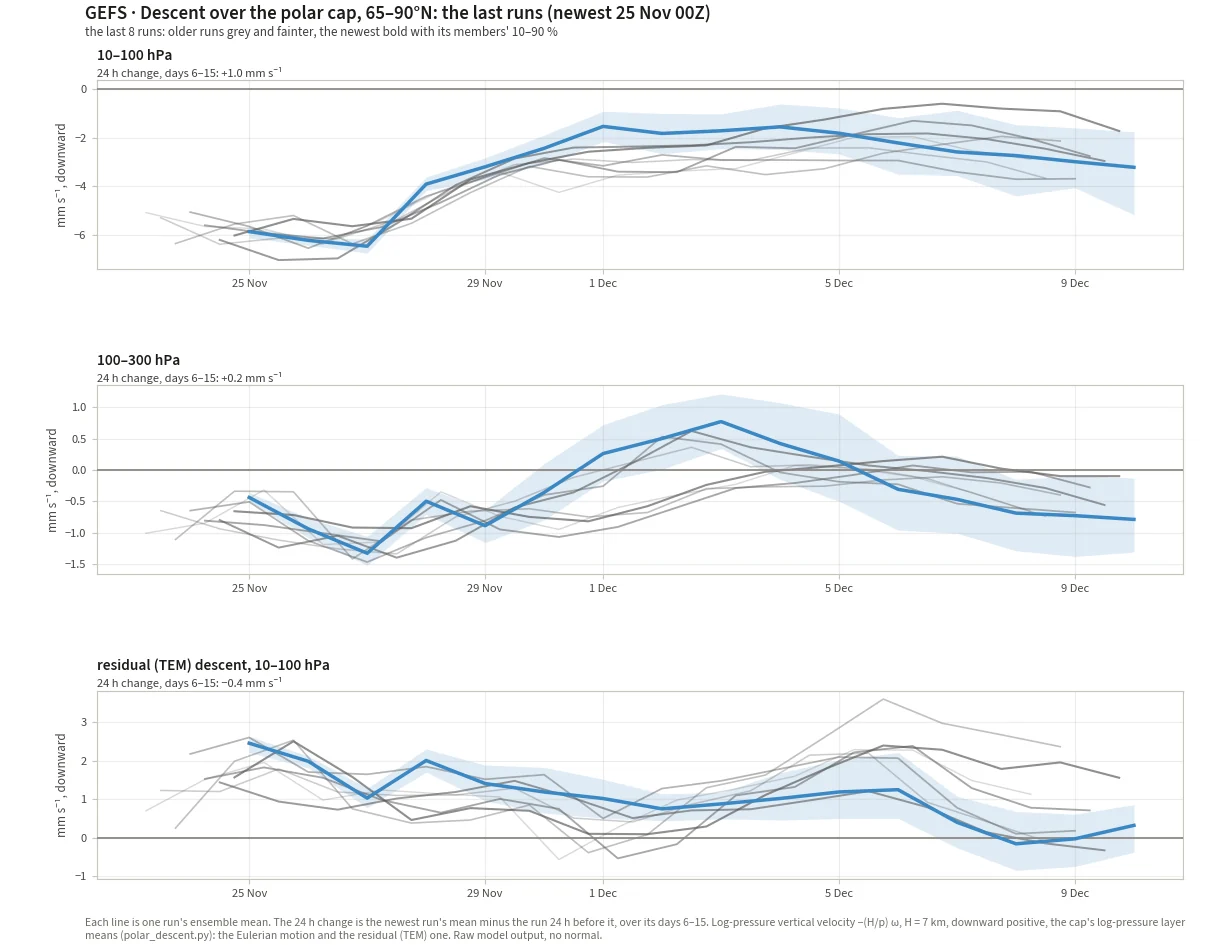 GEFS · Descent over the polar cap, 65–90°N: the last runs (newest 25 Nov 00Z)
the last 8 runs: older runs grey and fainter, the newest bold with its members' 10–90 %
10–100 hPa
24 h change, days 6–15: +1.0 mm s⁻¹
mm s⁻¹, downward
0
−2
−4
−6
25 Nov
29 Nov
1 Dec
5 Dec
9 Dec
100–300 hPa
24 h change, days 6–15: +0.2 mm s⁻¹
mm s⁻¹, downward
1.0
0.5
0.0
−0.5
−1.0
−1.5
25 Nov
29 Nov
1 Dec
5 Dec
9 Dec
residual (TEM) descent, 10–100 hPa
24 h change, days 6–15: −0.4 mm s⁻¹
mm s⁻¹, downward
3
2
1
0
−1
25 Nov
29 Nov
1 Dec
5 Dec
9 Dec
Each line is one run's ensemble mean. The 24 h change is the newest run's mean minus the run 24 h before it, over its days 6–15. Log-pressure vertical velocity −(H/p) ω, H = 7 km, downward positive, the cap's log-pressure layer
means (polar_descent.py): the Eulerian motion and the residual (TEM) one. Raw model output, no normal.